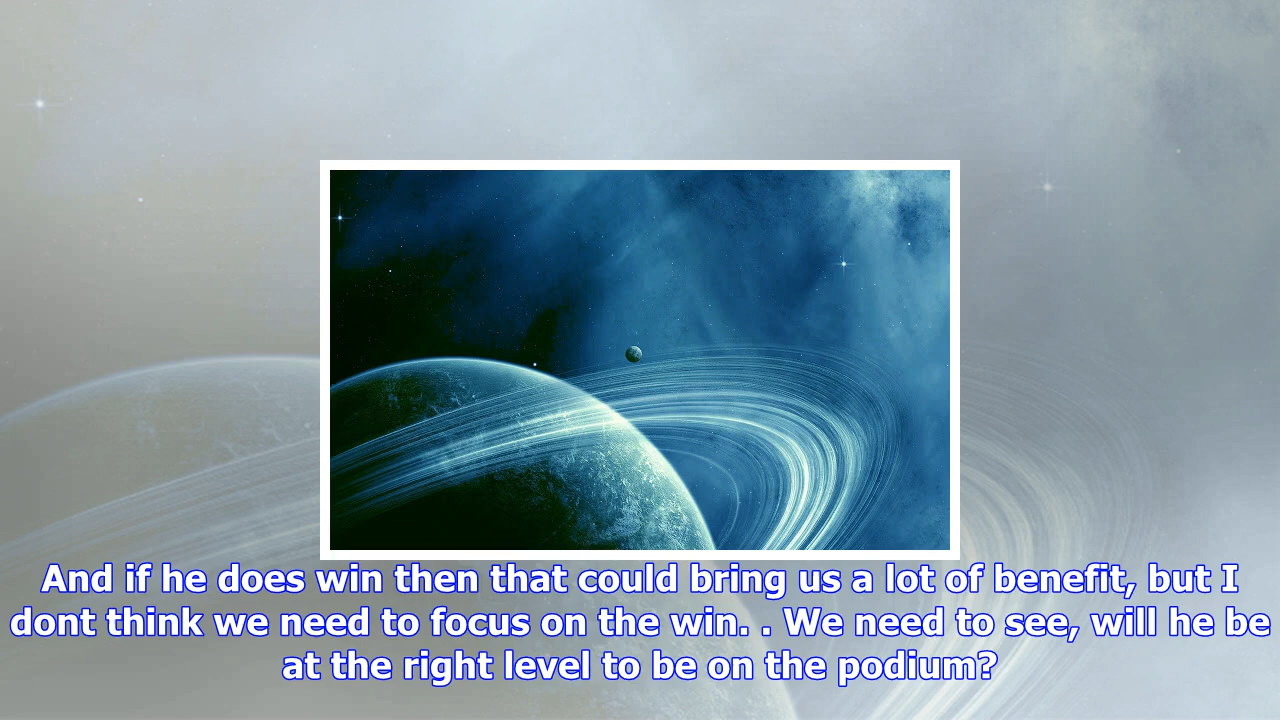 And if he does win then that could bring us a lot of benefit, but I
dont think we need to focus on the win. . We need to see, will he be
at the right level to be on the podium?